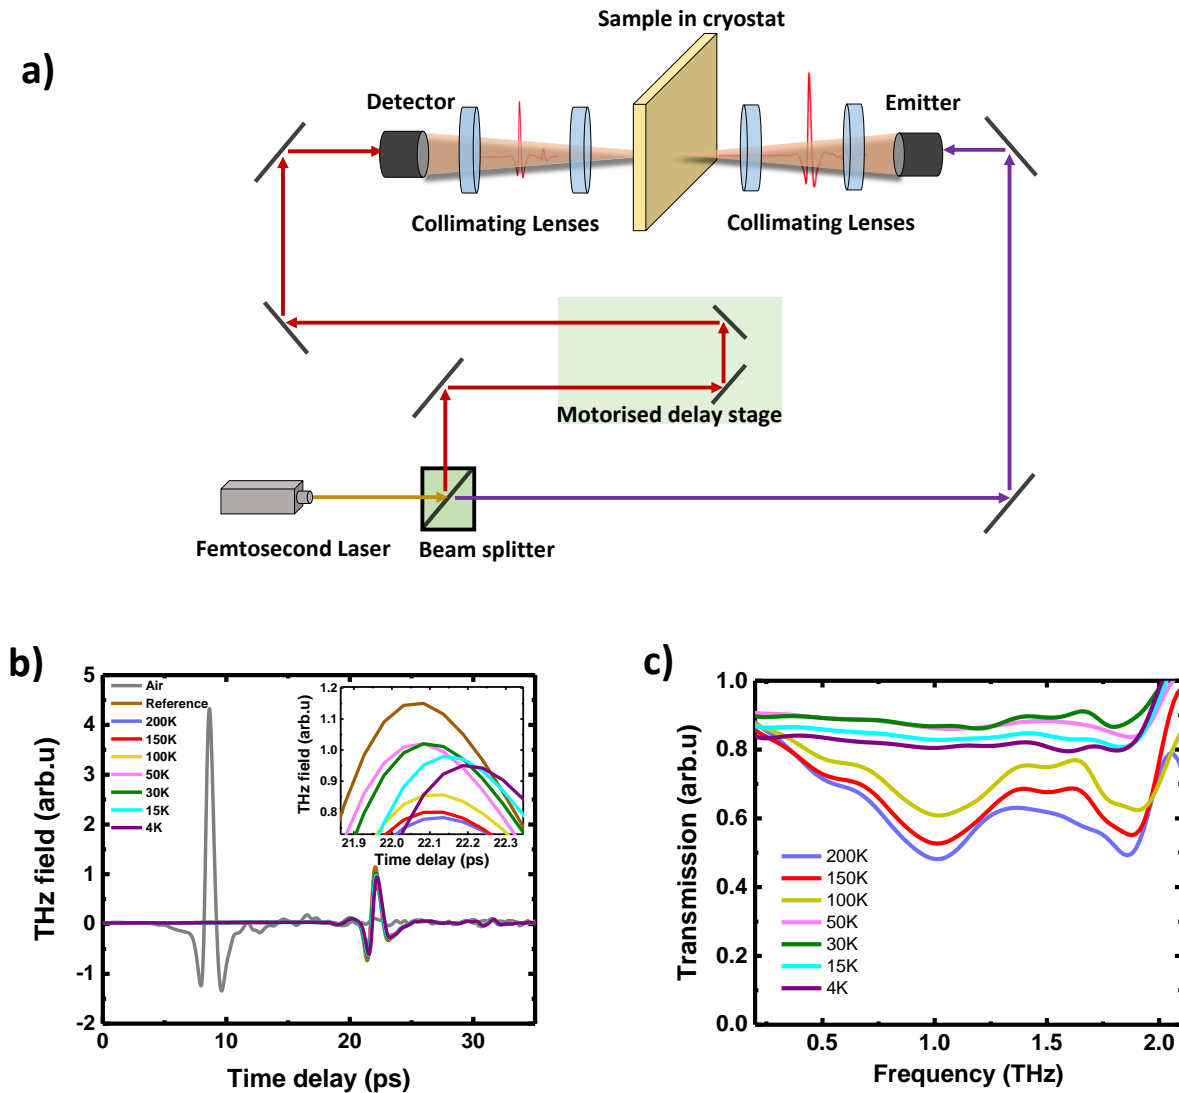 Sample in cryostat
a)
Detector
Emitter
Collimating Lenses
Collimating Lenses
Motorised delay stage
Femtosecond Laser
Beam splitter
b)
5
4
3
2
1
0
-1
-2
0
10
20
30
THz field (arb.u)
Time delay (ps)
Air
Reference
200K
150K
100K
50K
30K
15K
4K
1.2
1.1
1.0
0.9
0.8
21.9
22.0
22.1
22.2
22.3
THz field (arb.u)
Time delay (ps)
c)
1.0
0.8
0.6
0.4
0.2
0.0
0.5
1.0
1.5
2.0
Transmission (arb.u)
Frequency (THz)
200K
150K
100K
50K
30K
15K
4K